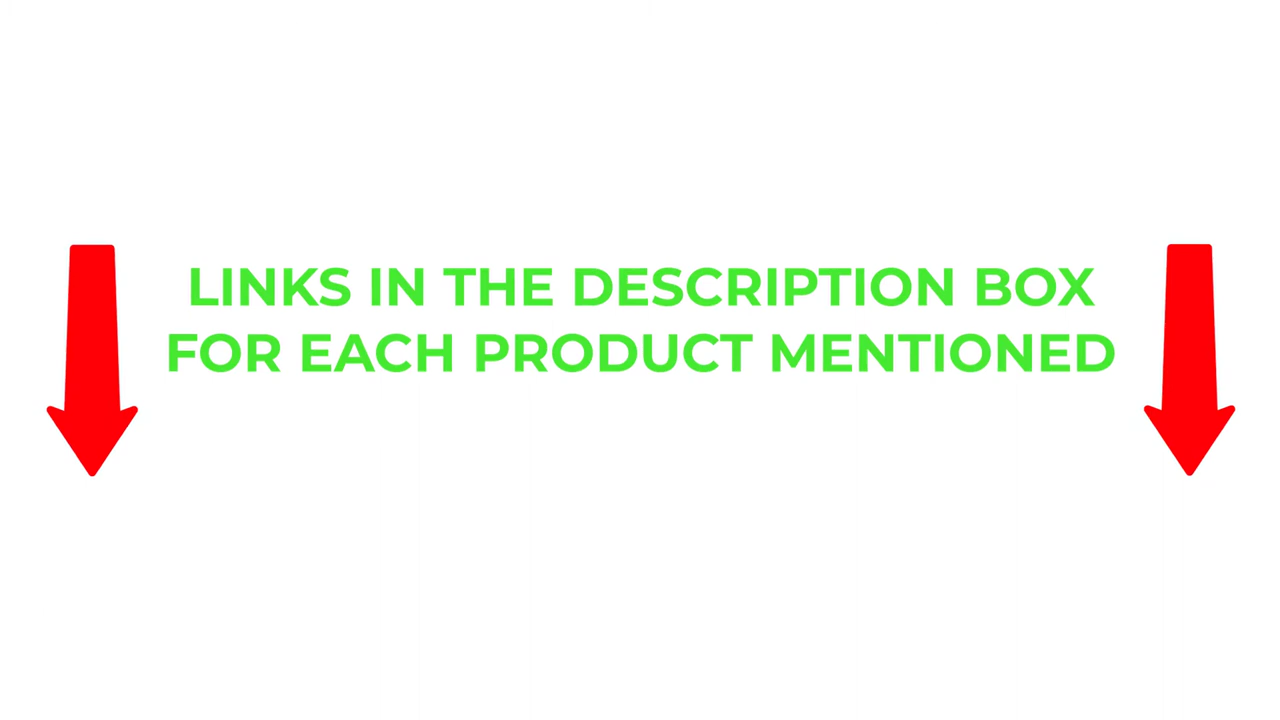 LINKS IN THE DESCRIPTION BOX
FOR EACH PRODUCT MENTIONED